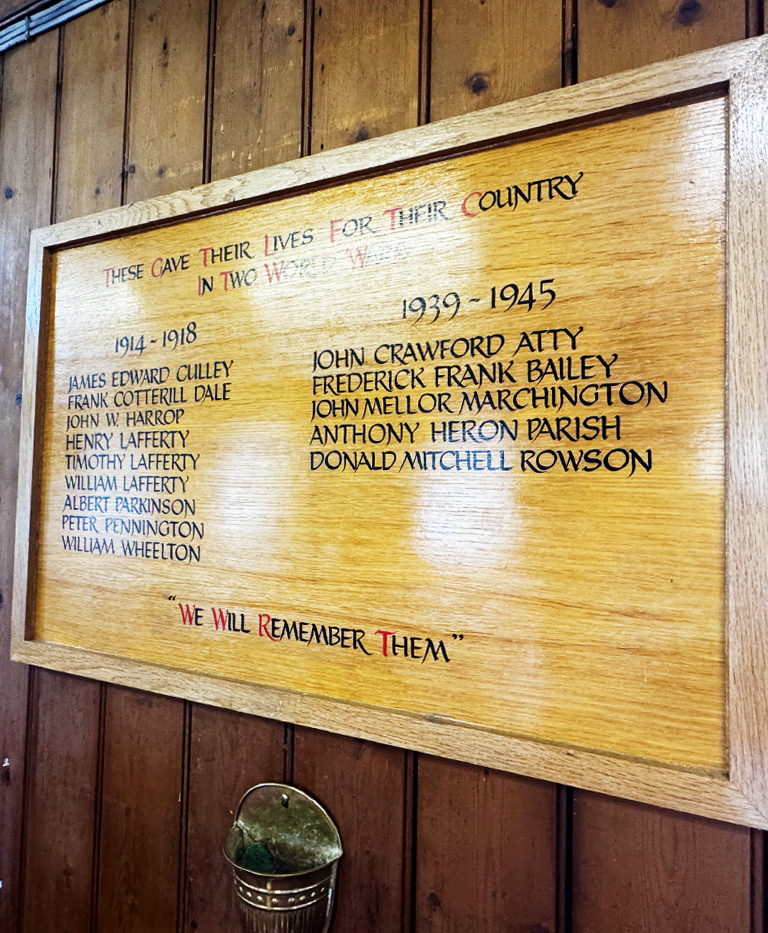 These Gave Their Lives For Their Country
In Two World Wars
1914 - 1918
JAMES EDWARD CULLEY
FRANK COTTERILL DALE
JOHN W. HARROP
HENRY LAFFERTY
TIMOTHY LAFFERTY
WILLIAM LAFFERTY
ALBERT PARKINSON
PETER PENNINGTON
WILLIAM WHEELTON
1939 - 1945
JOHN CRAWFORD ATTY
FREDERICK FRANK BAILEY
JOHN MELLOR MARCHINGTON
ANTHONY HERON PARISH
DONALD MITCHELL ROWSON
"We Will Remember Them"